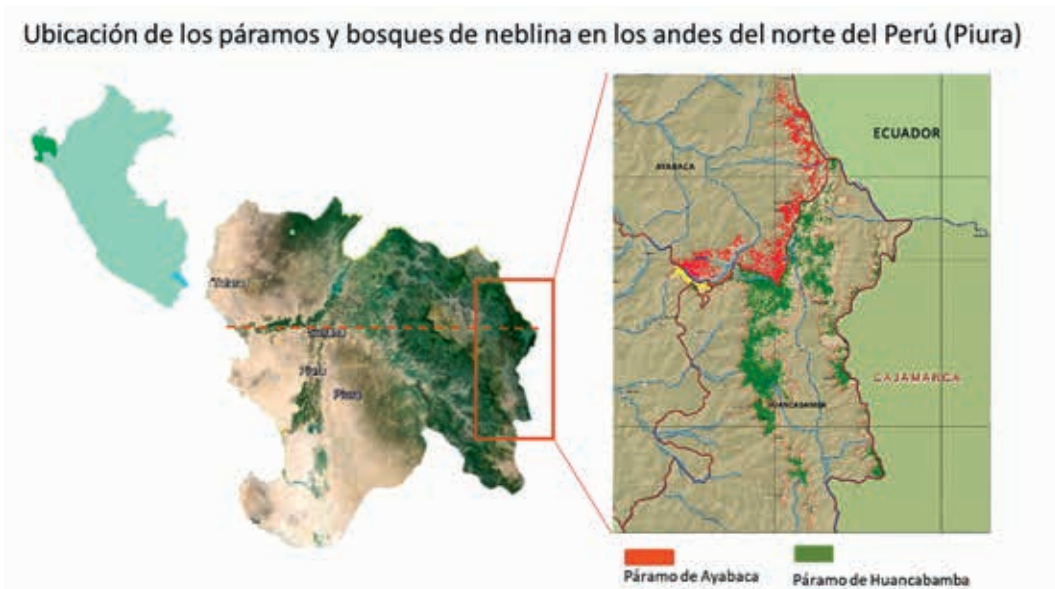 Ubicación de los páramos y bosques de neblina en los andes del norte del Perú (Piura)
ECUADOR
AYABACA
Piura
CAJAMARCA
HUANCABAMBA
Páramo de Ayabaca
Páramo de Huancabamba